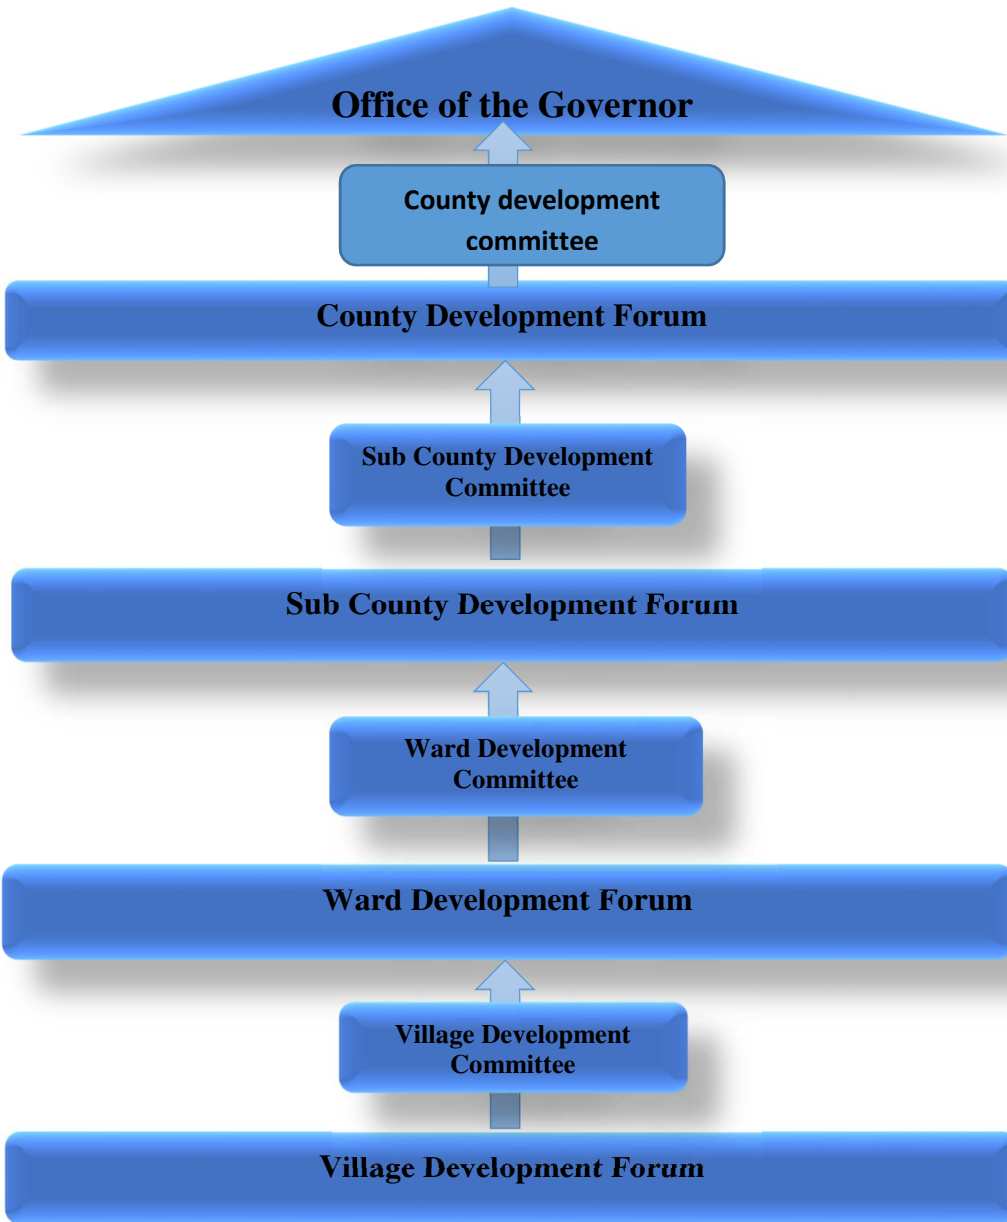 Office of the Governor
County development
committee
County Development Forum
Sub County Development
Committee
Sub County Development Forum
Ward Development
Committee
Ward Development Forum
Village Development
Committee
Village Development Forum